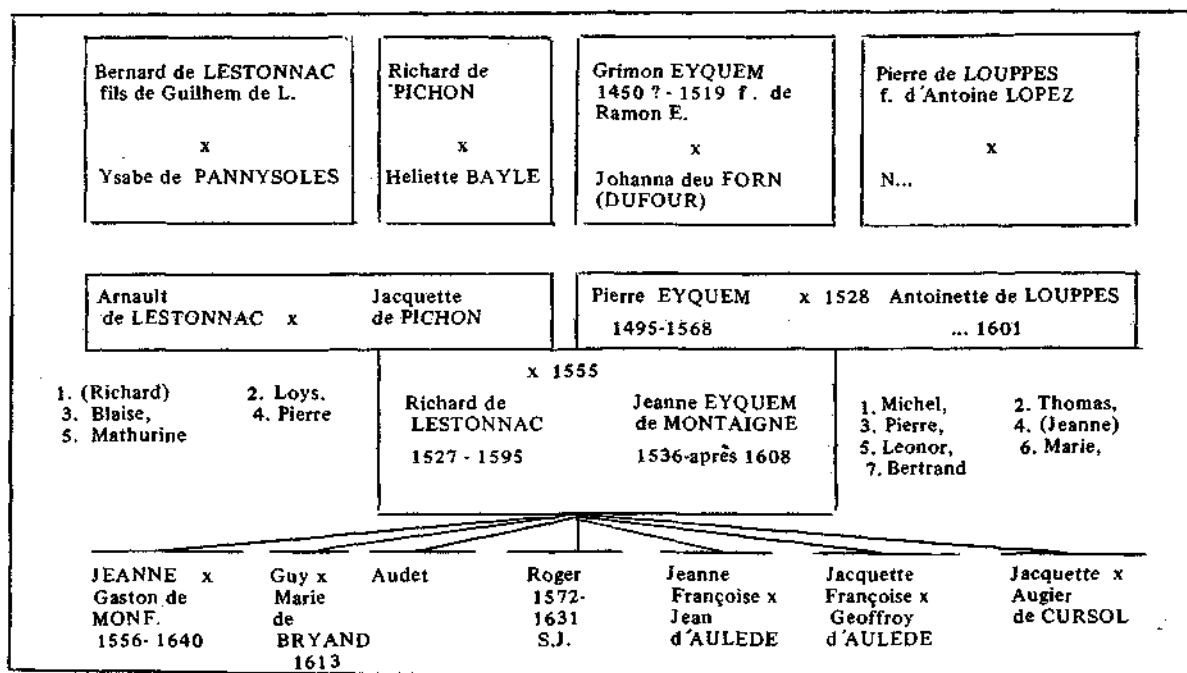 Bernard de LESTONNAC
fils de Guilhem de L.
x
Ysabe de PANNYSOLES
Richard de
PICHON
x
Heliette BAYLE
Grimon EYQUEM
1450 ? - 1519 f. de
Ramon E.
x
Johanna deu FORN
(DUFOUR)
Pierre de LOUPPES
f. d'Antoine LOPEZ
x
N...
Arnault
de LESTONNAC x
Jacquette
de PICHON
Pierre EYQUEM x 1528 Antoinette de LOUPPES
1495-1568 ... 1601
1. (Richard) 2. Loys.
3. Blaise, 4. Pierre
5. Mathurine
x 1555
Richard de
LESTONNAC
1527 - 1595
Jeanne EYQUEM
de MONTAIGNE
1536-après 1608
1. Michel, 2. Thomas,
3. Pierre, 4. (Jeanne)
5. Leonor, 6. Marie,
7. Bertrand
JEANNE x
Gaston de
MONF.
1556-1640
Guy x
Marie
de
BRYAND
1613
Audet
Roger
1572-
1631
S.J.
Jeanne
Françoise x
Jean
d'AULEDE
Jacquette
Françoise x
Geoffroy
d'AULEDE
Jacquette x
Augier
de CURSOL